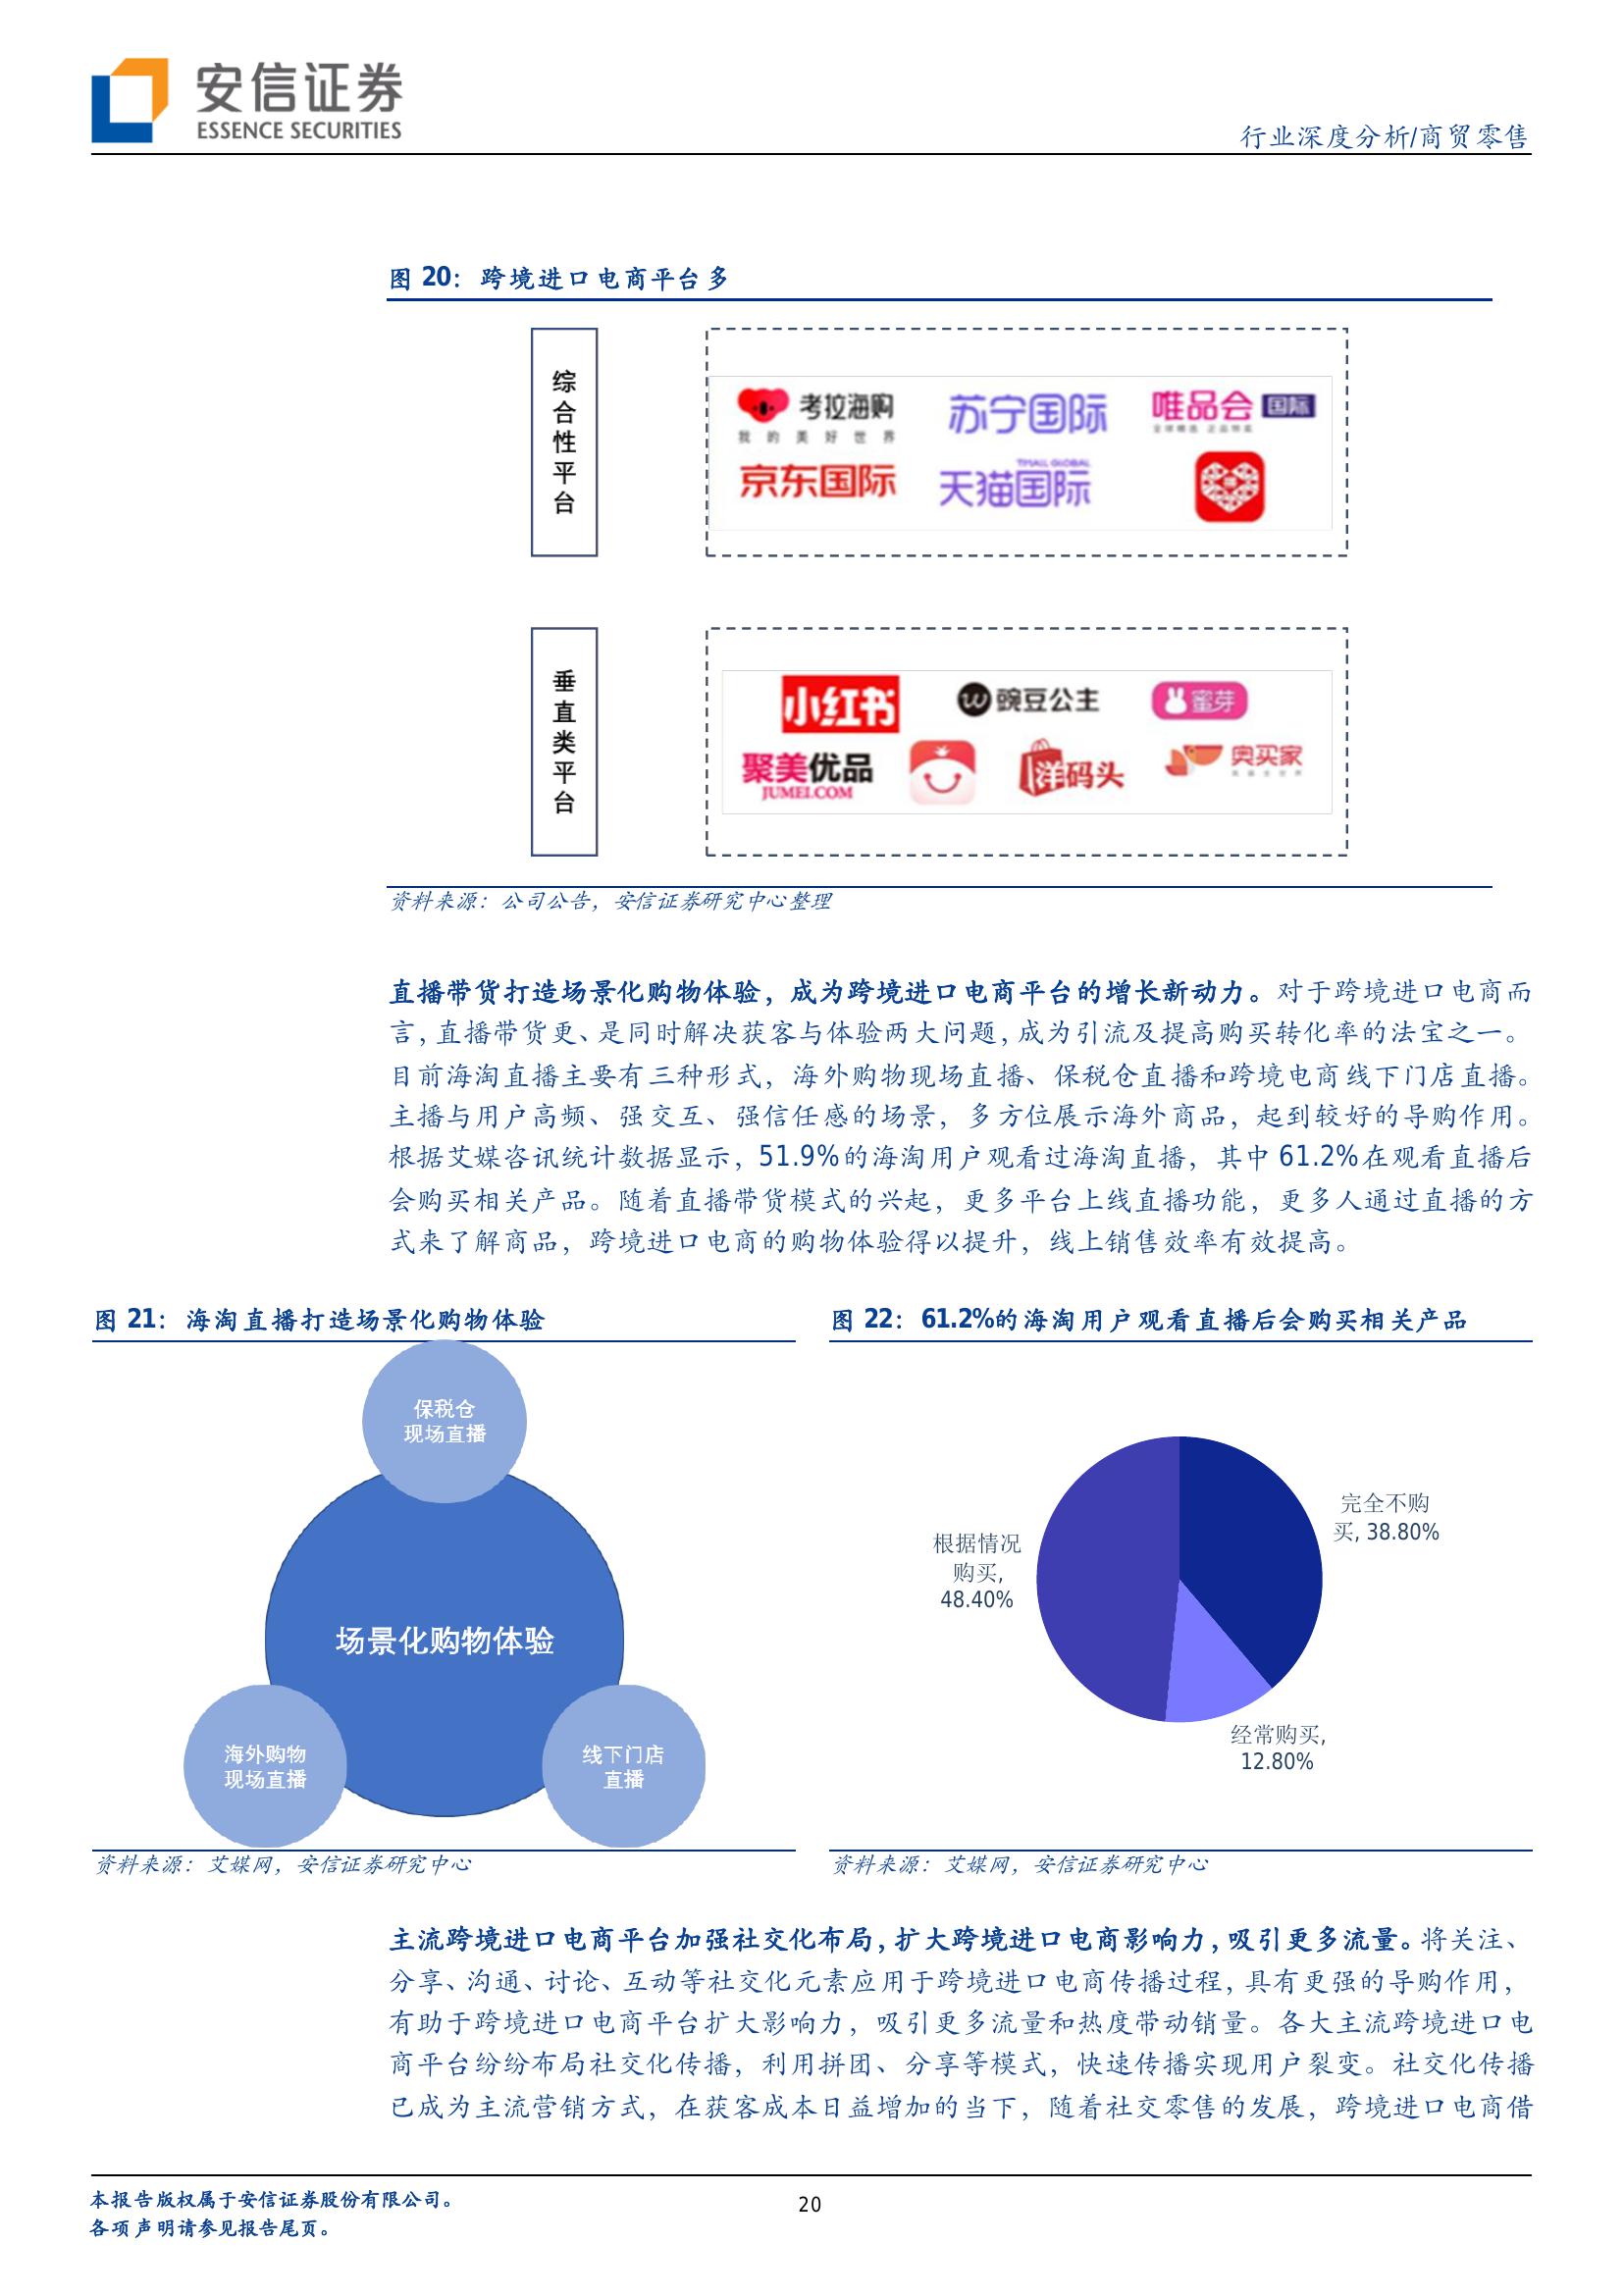 安信证券
ESSENCE SECURITIES
行业深度分析/商贸零售
图 20：跨境进口电商平台多
综合性平台
考拉海购
我的美好世界
苏宁国际
唯品会 国际
京东国际
TMALL GLOBAL
天猫国际
垂直类平台
小红书
豌豆公主
蜜芽
聚美优品
JUMEI.COM
洋码头
奥买家
资料来源：公司公告，安信证券研究中心整理
直播带货打造场景化购物体验，成为跨境进口电商平台的增长新动力。对于跨境进口电商而
言，直播带货更、是同时解决获客与体验两大问题，成为引流及提高购买转化率的法宝之一。
目前海淘直播主要有三种形式，海外购物现场直播、保税仓直播和跨境电商线下门店直播。
主播与用户高频、强交互、强信任感的场景，多方位展示海外商品，起到较好的导购作用。
根据艾媒咨讯统计数据显示，51.9%的海淘用户观看过海淘直播，其中 61.2%在观看直播后
会购买相关产品。随着直播带货模式的兴起，更多平台上线直播功能，更多人通过直播的方
式来了解商品，跨境进口电商的购物体验得以提升，线上销售效率有效提高。
图 21：海淘直播打造场景化购物体验
保税仓
现场直播
场景化购物体验
海外购物
现场直播
线下门店
直播
资料来源：艾媒网，安信证券研究中心
图 22：61.2%的海淘用户观看直播后会购买相关产品
完全不购
买, 38.80%
根据情况
购买,
48.40%
经常购买,
12.80%
资料来源：艾媒网，安信证券研究中心
主流跨境进口电商平台加强社交化布局，扩大跨境进口电商影响力，吸引更多流量。将关注、
分享、沟通、讨论、互动等社交化元素应用于跨境进口电商传播过程，具有更强的导购作用，
有助于跨境进口电商平台扩大影响力，吸引更多流量和热度带动销量。各大主流跨境进口电
商平台纷纷布局社交化传播，利用拼团、分享等模式，快速传播实现用户裂变。社交化传播
已成为主流营销方式，在获客成本日益增加的当下，随着社交零售的发展，跨境进口电商借
本报告版权属于安信证券股份有限公司。
各项声明请参见报告尾页。
20